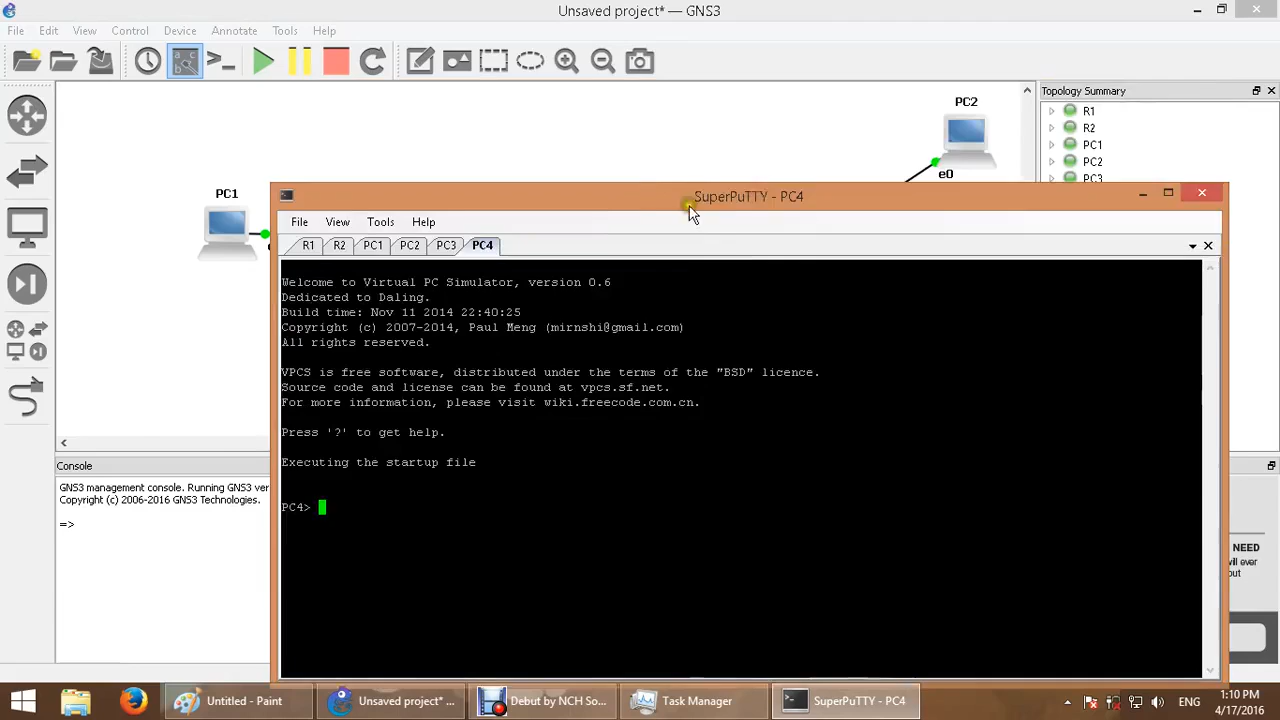 Unsaved project* — GNS3
File Edit View Control Device Annotate Tools Help
PC2
e0
PC1
Topology Summary
R1
R2
PC1
PC2
PC3
SuperPuTTY - PC4
File View Tools Help
R1 R2 PC1 PC2 PC3 PC4
Welcome to Virtual PC Simulator, version 0.6
Dedicated to Daling.
Build time: Nov 11 2014 22:40:25
Copyright (c) 2007-2014, Paul Meng (mirnshi@gmail.com)
All rights reserved.
VPCS is free software, distributed under the terms of the "BSD" licence.
Source code and license can be found at vpcs.sf.net.
For more information, please visit wiki.freecode.com.cn.
Press '?' to get help.
Executing the startup file
PC4>
Console
GNS3 management console. Running GNS3 ver
Copyright (c) 2006-2016 GNS3 Technologies.
=>
NEED
will ever
out
Untitled - Paint
Unsaved project* ...
Debut by NCH So...
Task Manager
SuperPuTTY - PC4
ENG
1:10 PM
4/17/2016